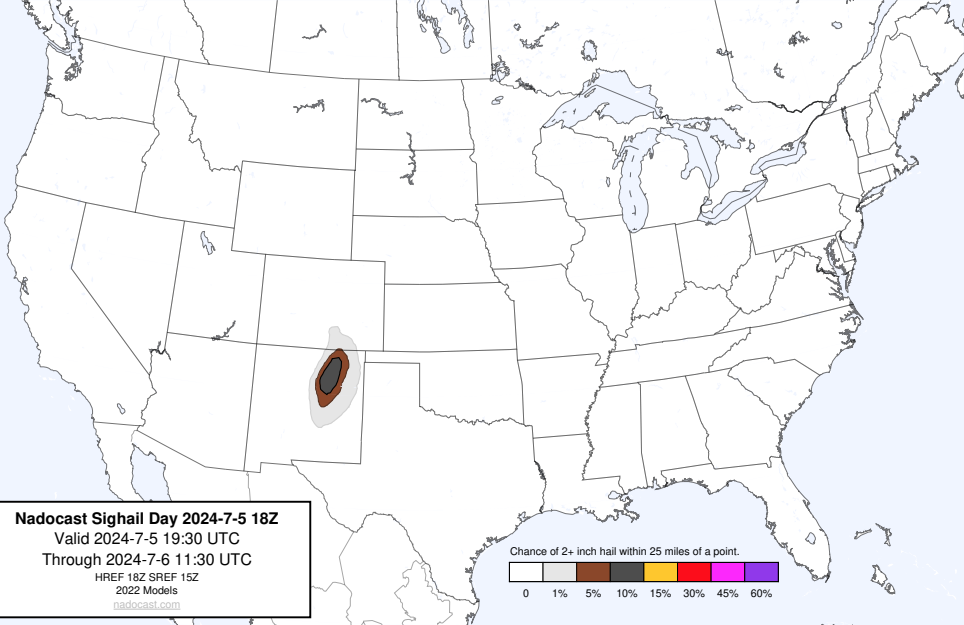 Nadocast Sighail Day 2024-7-5 18Z
Valid 2024-7-5 19:30 UTC
Through 2024-7-6 11:30 UTC
HREF 18Z SREF 15Z
2022 Models
nadocast.com
Chance of 2+ inch hail within 25 miles of a point.
0 1% 5% 10% 15% 30% 45% 60%